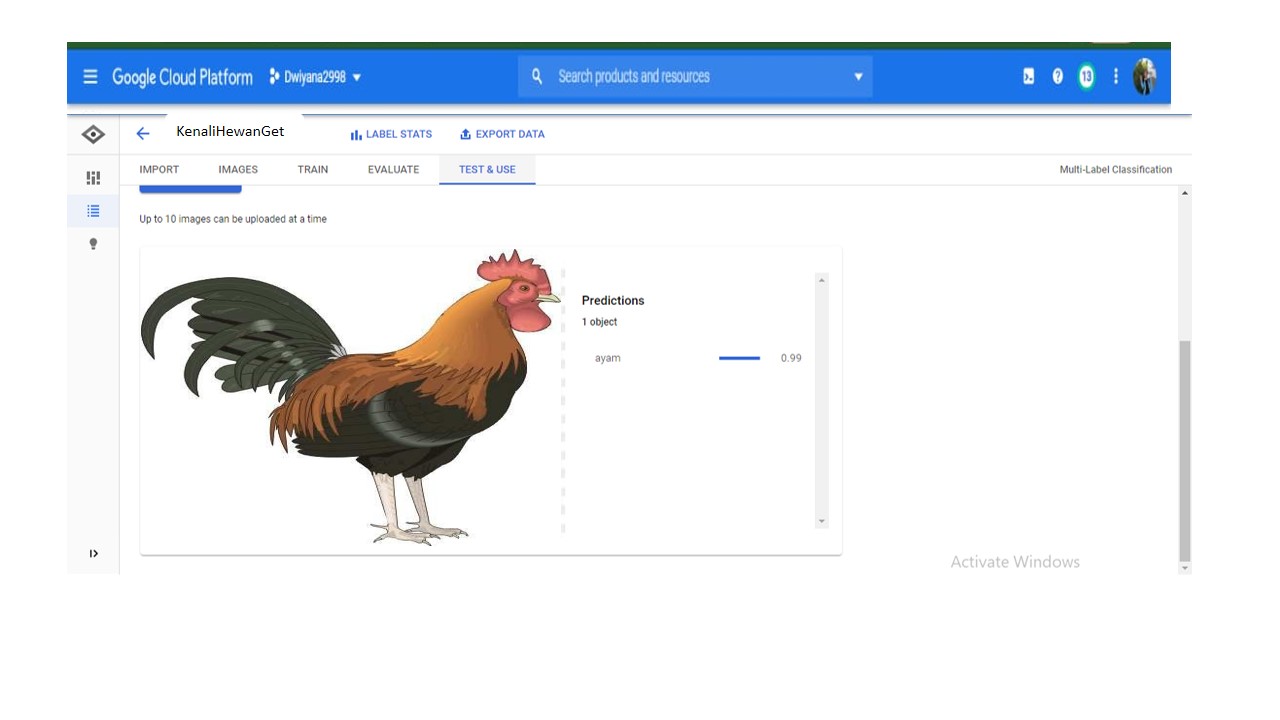 Google Cloud Platform Dwiyana2998 Search products and resources 13
KenaliHewanGet LABEL STATS EXPORT DATA
IMPORT IMAGES TRAIN EVALUATE TEST & USE Multi-Label Classification
Up to 10 images can be uploaded at a time
Predictions
1 object
ayam 0.99
Activate Windows